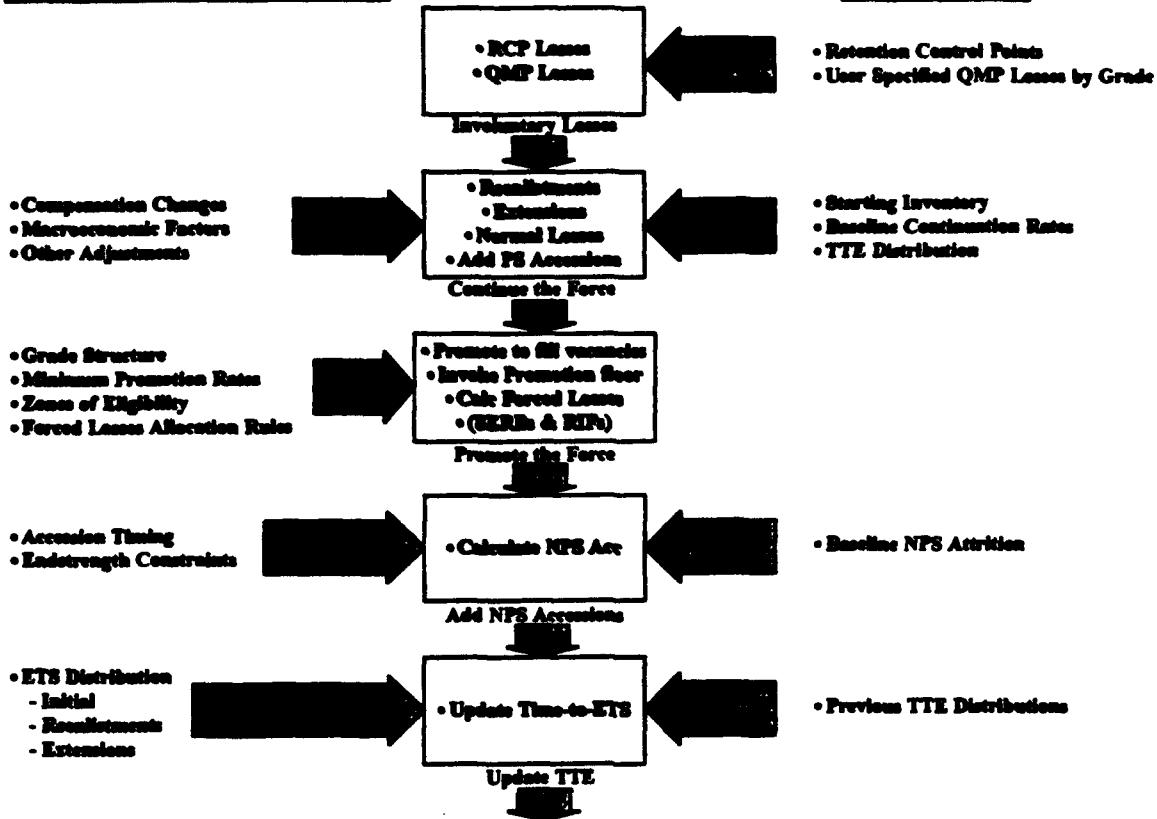 • RCP Losses
• QMP Losses
• Retention Control Points
• User Specified QMP Losses by Grade
Involuntary Losses
• Compensation Changes
• Macroeconomic Factors
• Other Adjustments
• Reenlistments
• Extensions
• Normal Losses
• Add PS Accessions
• Starting Inventory
• Baseline Continuation Rates
• TTE Distribution
Continue the Force
• Grade Structure
• Minimum Promotion Rates
• Zones of Eligibility
• Forced Losses Allocation Rules
• Promote to fill vacancies
• Invoke Promotion floor
• Calc Forced Losses
• (SERBs & RIFs)
Promote the Force
• Accession Timing
• Endstrength Constraints
• Calculate NPS Acc
• Baseline NPS Attrition
Add NPS Accessions
• ETS Distribution
- Initial
- Reenlistments
- Extensions
• Update Time-to-ETS
• Previous TTE Distributions
Update TTE